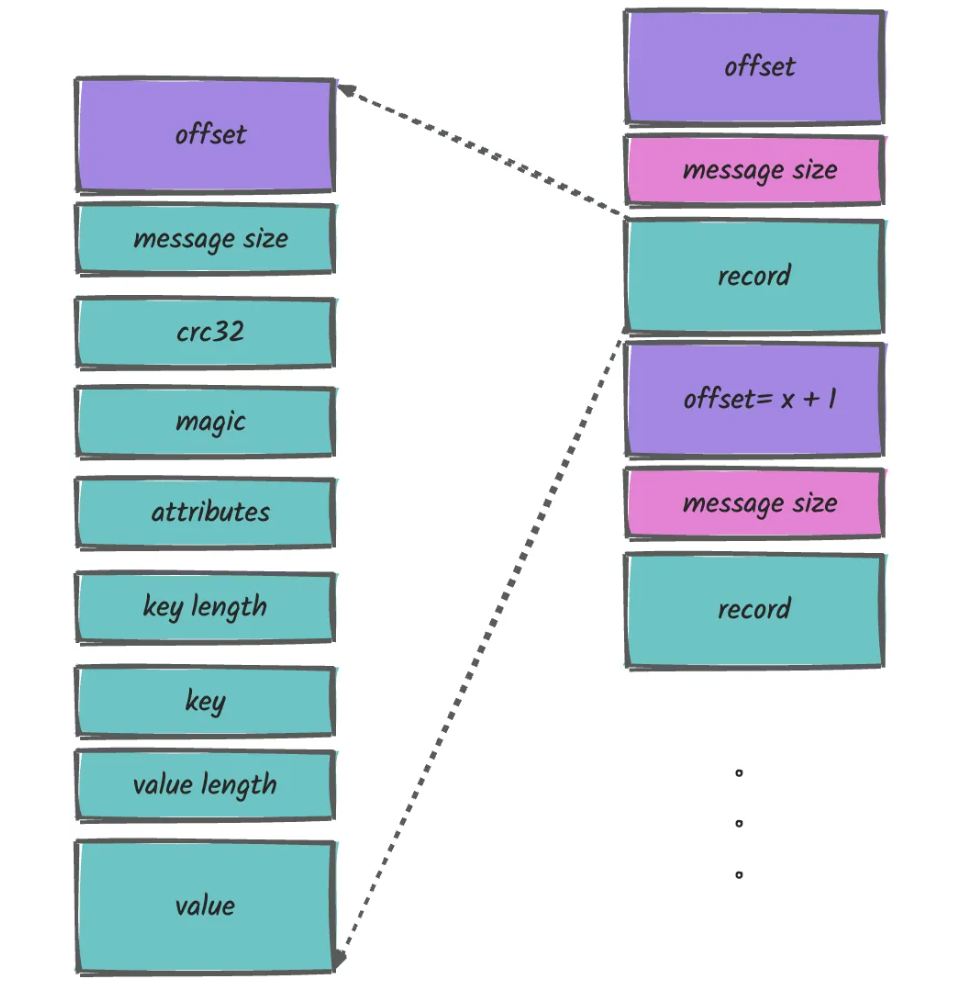 offset
message size
crc32
magic
attributes
key length
key
value length
value
offset
message size
record
offset= x + 1
message size
record